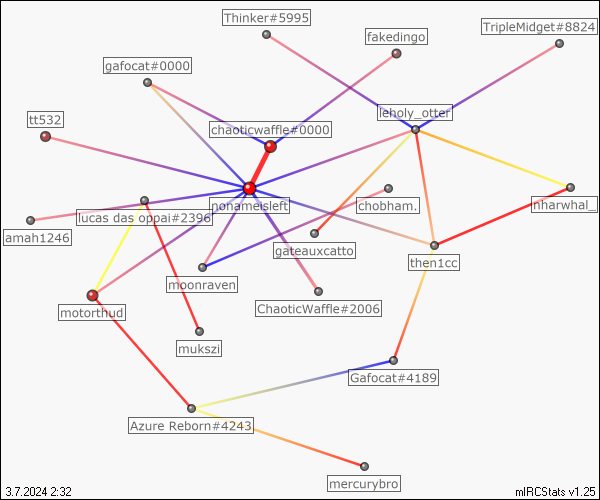 Thinker#5995
TripleMidget#8824
fakedingo
gafocat#0000
leholy_otter
tt532
chaoticwaffle#0000
nonameisleft
chobham.
nharwhal_
lucas das oppai#2396
amah1246
gateauxcatto
then1cc
moonraven
ChaoticWaffle#2006
motorthud
mukszi
Gafocat#4189
Azure Reborn#4243
mercurybro
3.7.2024 2:32
mIRCStats v1.25